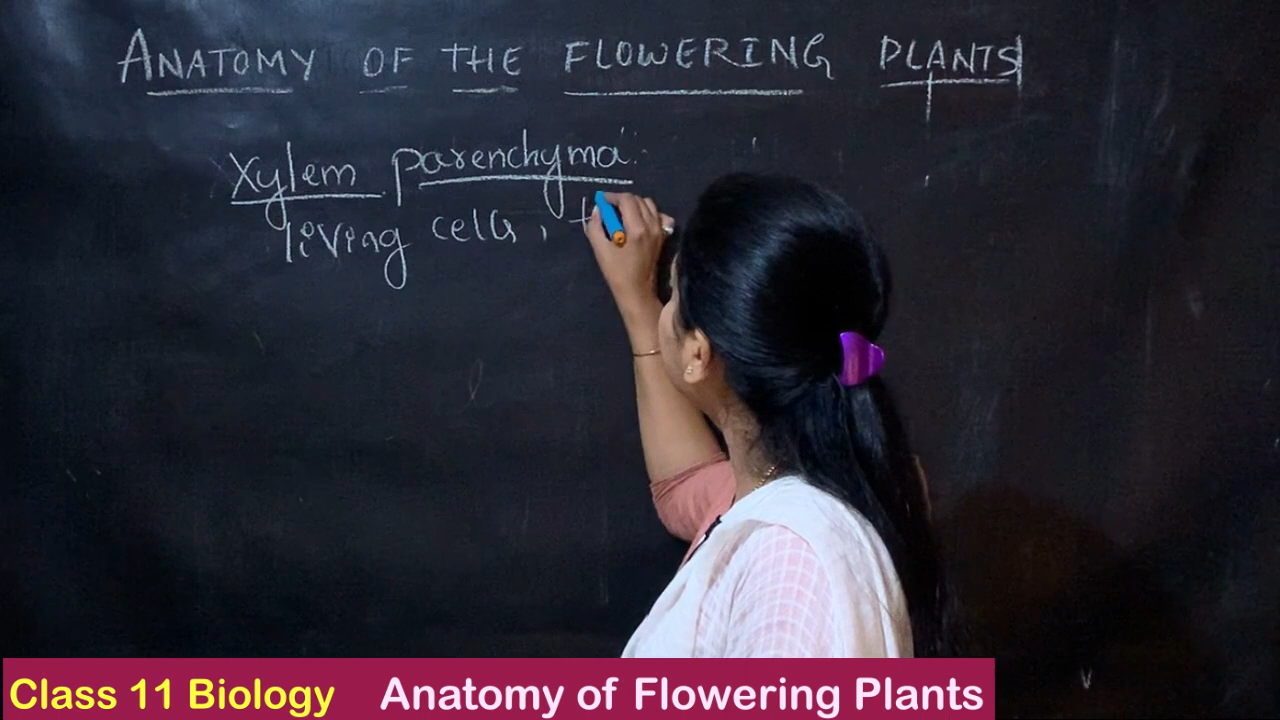 ANATOMY OF THE FLOWERING PLANTS
Xylem parenchyma:
living cells, t
Class 11 Biology Anatomy of Flowering Plants